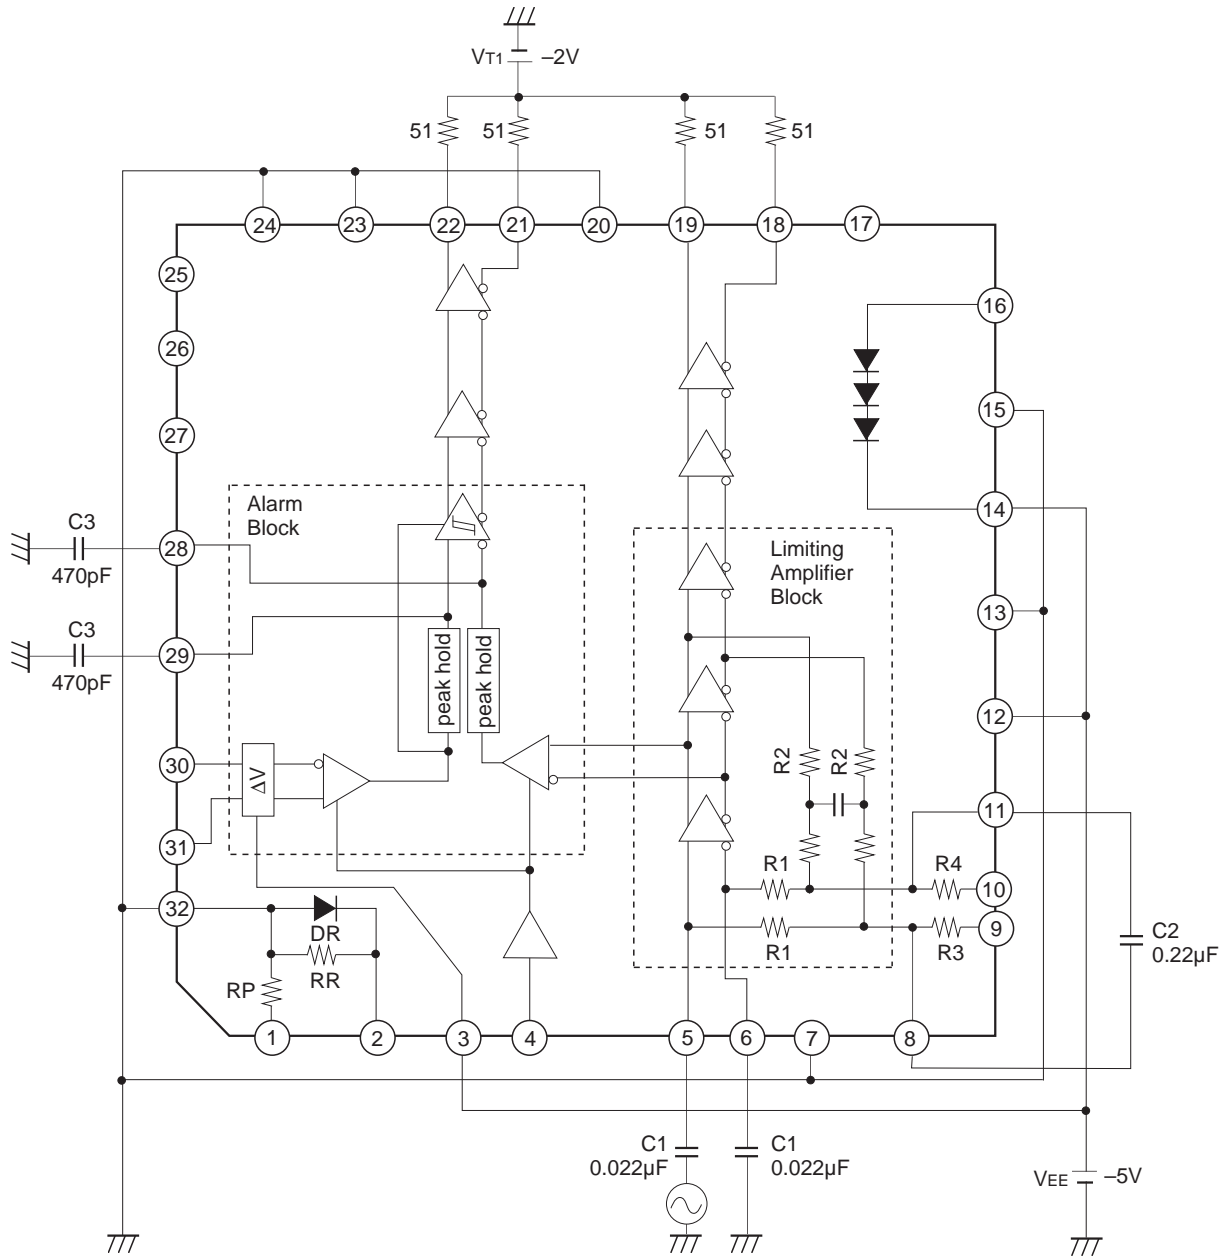 VT1 –2V
51 51 51 51
24 23 22 21 20 19 18 17
25
16
26
27
15
Alarm
Block
14
C3
470pF
28
Limiting
Amplifier
Block
13
C3
470pF
29
peak hold
peak hold
12
30
ΔV
R2 R2
11
31
R1 R4
10
32
DR
RR
RP
R1 R3
9
C2
0.22µF
1 2 3 4 5 6 7 8
C1
0.022µF
C1
0.022µF
VEE –5V